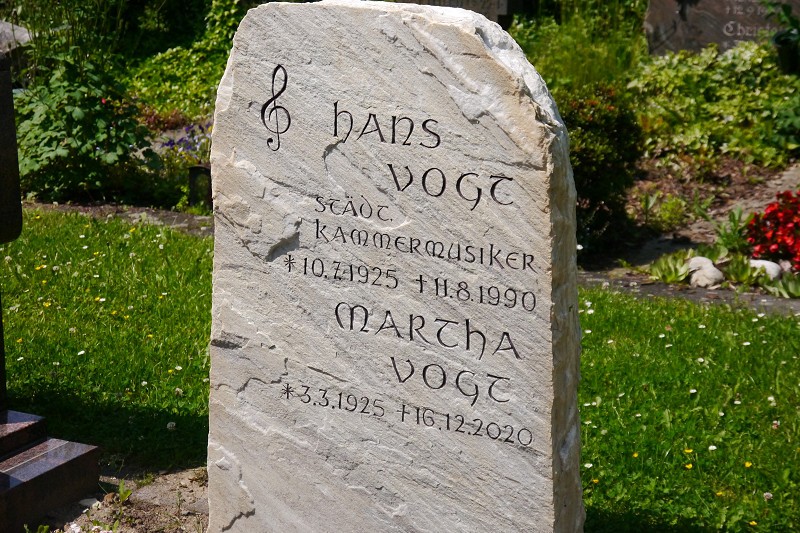 Hans
Vogt
Städt.
Kammermusiker
*10.7.1925 †11.8.1990
Martha
Vogt
*3.3.1925 †16.12.2020